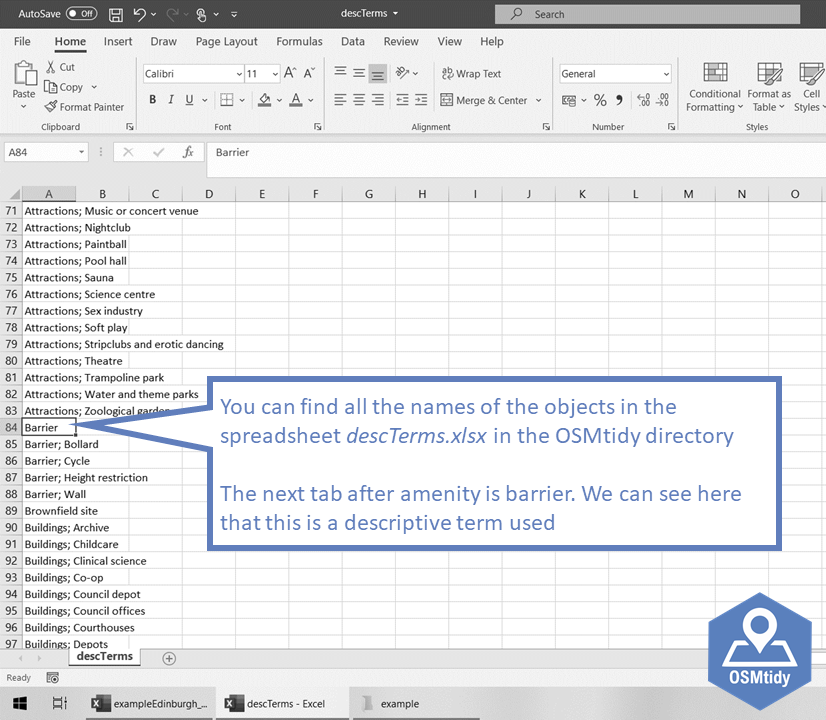 AutoSave Off descTerms Search
File Home Insert Draw Page Layout Formulas Data Review View Help
Paste
Cut
Copy
Format Painter
Clipboard
Calibri 11
B I U
Font
Wrap Text
Merge & Center
Alignment
General
Number
Conditional Formatting
Format as Table
Cell Styles
Styles
A84 fx Barrier
A B C D E F G H I J K L M N O
71 Attractions; Music or concert venue
72 Attractions; Nightclub
73 Attractions; Paintball
74 Attractions; Pool hall
75 Attractions; Sauna
76 Attractions; Science centre
77 Attractions; Sex industry
78 Attractions; Soft play
79 Attractions; Stripclubs and erotic dancing
80 Attractions; Theatre
81 Attractions; Trampoline park
82 Attractions; Water and theme parks
83 Attractions; Zoological garden
84 Barrier
85 Barrier; Bollard
86 Barrier; Cycle
87 Barrier; Height restriction
88 Barrier; Wall
89 Brownfield site
90 Buildings; Archive
91 Buildings; Childcare
92 Buildings; Clinical science
93 Buildings; Co-op
94 Buildings; Council depot
95 Buildings; Council offices
96 Buildings; Courthouses
97 Buildings; Depots
You can find all the names of the objects in the
spreadsheet descTerms.xlsx in the OSMtidy directory
The next tab after amenity is barrier. We can see here
that this is a descriptive term used
descTerms
Ready
OSMtidy
exampleEdinburgh_... descTerms - Excel example